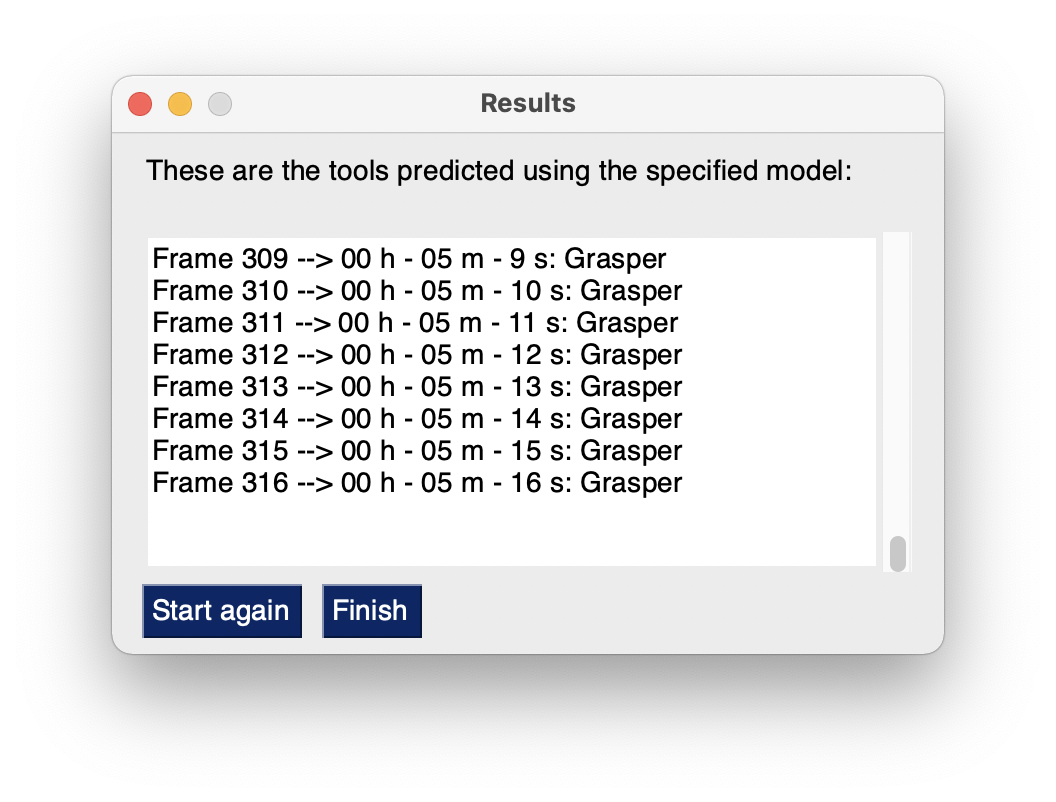 Results
These are the tools predicted using the specified model:
Frame 309 --> 00 h - 05 m - 9 s: Grasper
Frame 310 --> 00 h - 05 m - 10 s: Grasper
Frame 311 --> 00 h - 05 m - 11 s: Grasper
Frame 312 --> 00 h - 05 m - 12 s: Grasper
Frame 313 --> 00 h - 05 m - 13 s: Grasper
Frame 314 --> 00 h - 05 m - 14 s: Grasper
Frame 315 --> 00 h - 05 m - 15 s: Grasper
Frame 316 --> 00 h - 05 m - 16 s: Grasper
Start again Finish